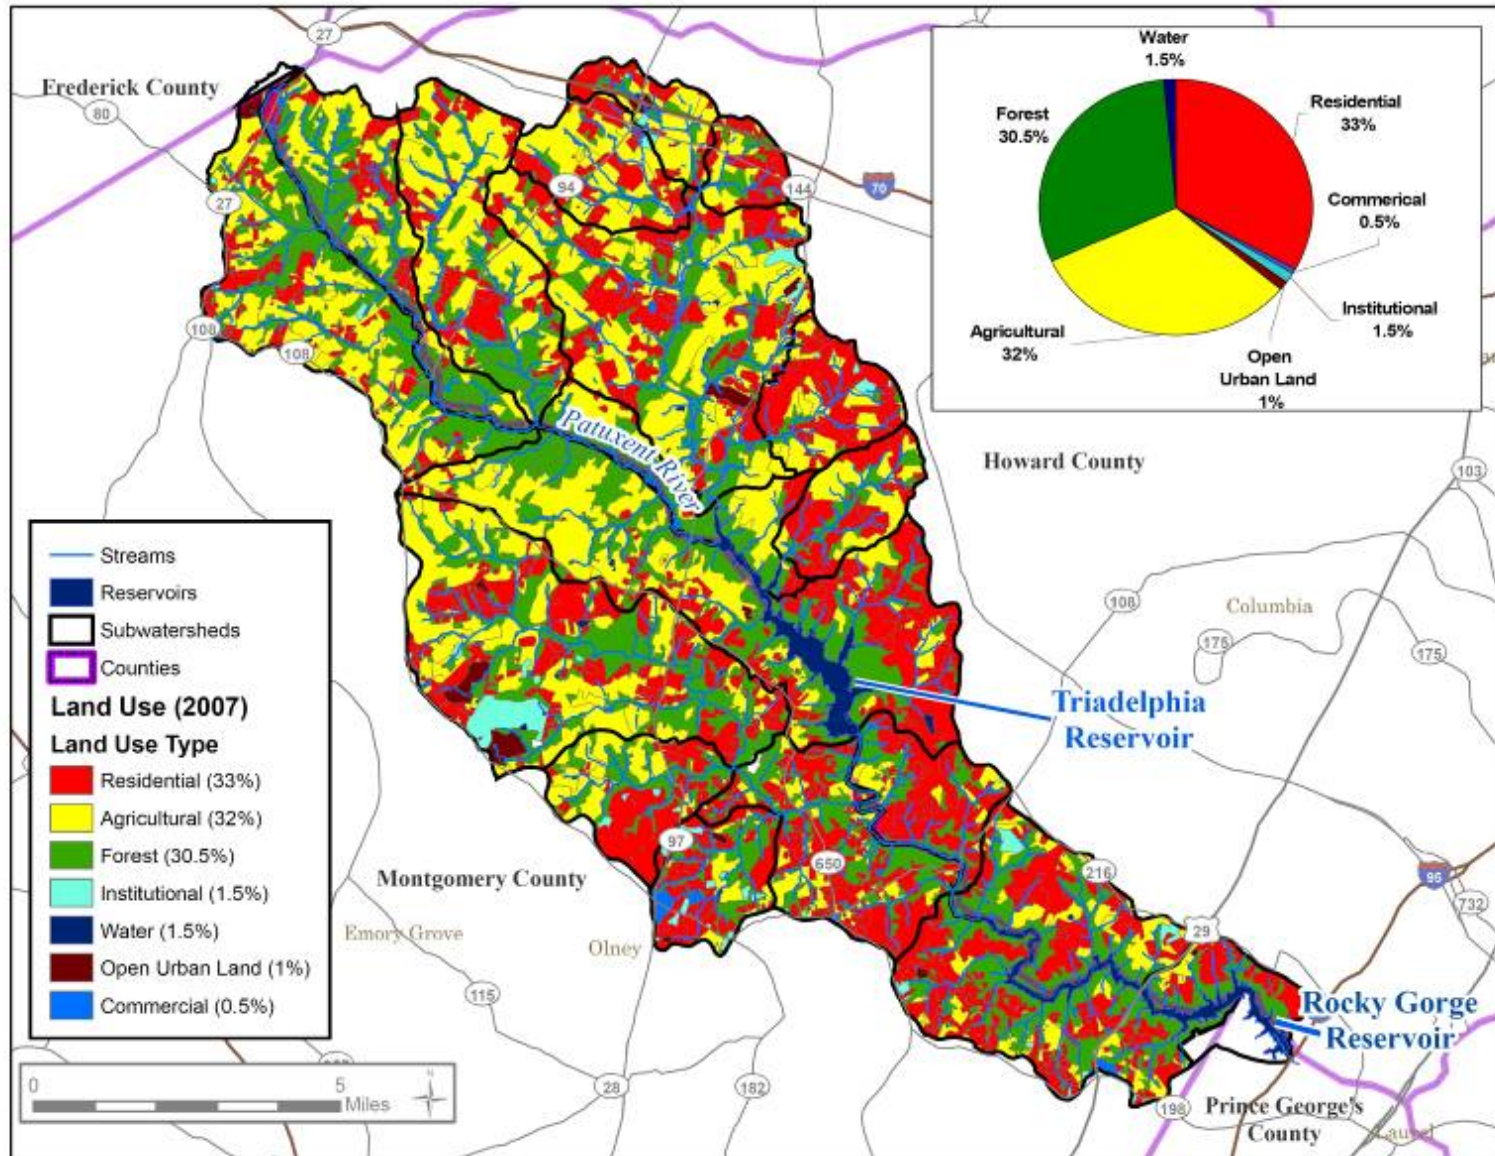 27
Frederick County
80
27
94
144
70
108
108
Patuxent River
Water
1.5%
Forest
30.5%
Residential
33%
Commerical
0.5%
Institutional
1.5%
Agricultural
32%
Open
Urban Land
1%
Howard County
103
108
Columbia
175
175
Streams
Reservoirs
Subwatersheds
Counties
Land Use (2007)
Land Use Type
Residential (33%)
Agricultural (32%)
Forest (30.5%)
Institutional (1.5%)
Water (1.5%)
Open Urban Land (1%)
Commercial (0.5%)
Triadelphia
Reservoir
97
650
216
95
732
Montgomery County
Emory Grove
Olney
29
115
Rocky Gorge
Reservoir
0 5
Miles
N
28
182
198
Prince George's
County
Laurel